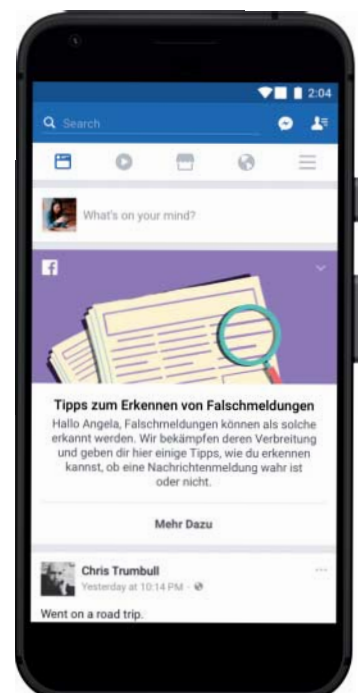 2:04
Search
What's on your mind?
f
Tipps zum Erkennen von Falschmeldungen
Hallo Angela, Falschmeldungen können als solche
erkannt werden. Wir bekämpfen deren Verbreitung
und geben dir hier einige Tipps, wie du erkennen
kannst, ob eine Nachrichtenmeldung wahr ist
oder nicht.
Mehr Dazu
Chris Trumbull
Yesterday at 10:14 PM
Went on a road trip.